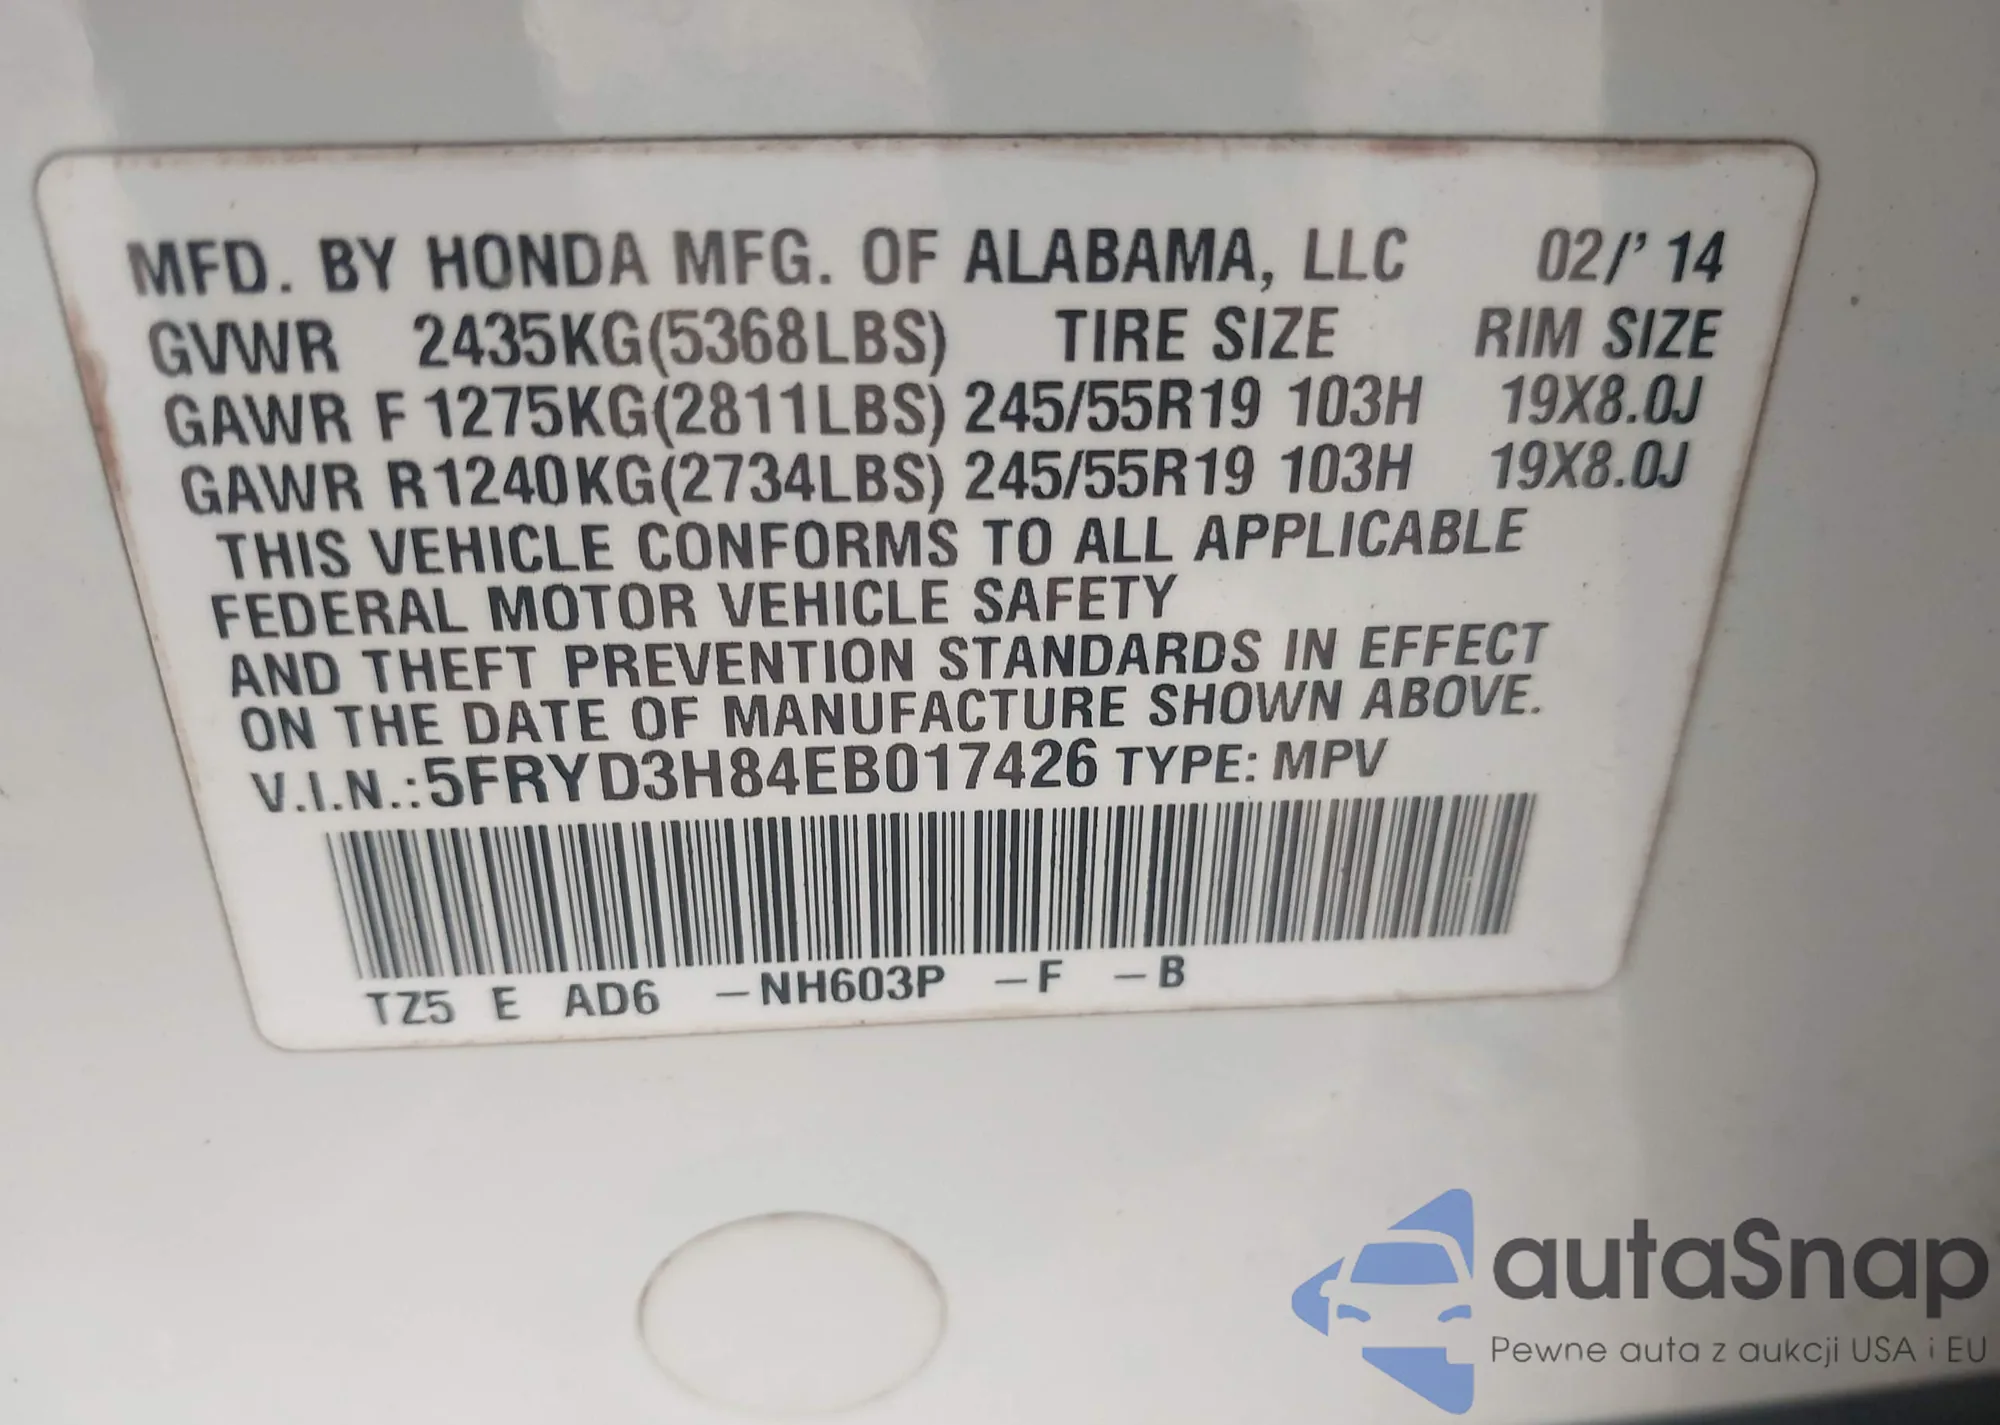 MFD. BY HONDA MFG. OF ALABAMA, LLC 02/' 14
GVWR 2435KG(5368LBS) TIRE SIZE RIM SIZE
GAWR F 1275KG(2811LBS) 245/55R19 103H 19X8.0J
GAWR R 1240KG(2734LBS) 245/55R19 103H 19X8.0J
THIS VEHICLE CONFORMS TO ALL APPLICABLE
FEDERAL MOTOR VEHICLE SAFETY
AND THEFT PREVENTION STANDARDS IN EFFECT
ON THE DATE OF MANUFACTURE SHOWN ABOVE.
V.I.N.:5FRYD3H84EB017426 TYPE: MPV
TZ5 E AD6 –NH603P –F –B
autaSnap
Pewne auta z aukcji USA i EU